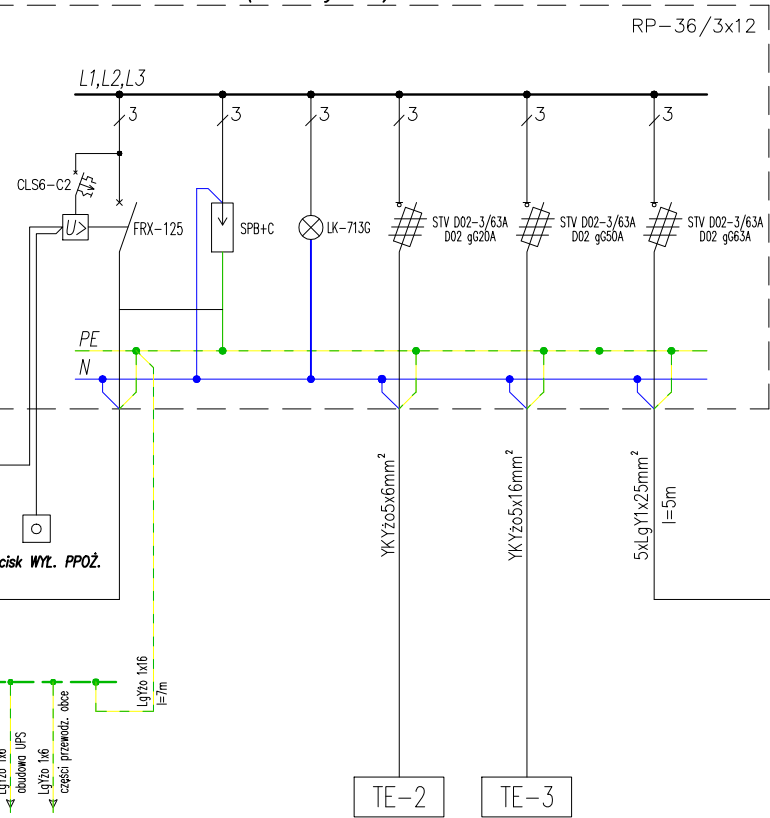 RP-36/3x12
L1,L2,L3
3
3
3
3
3
3
CLS6-C2
U>
FRX-125
SPB+C
LK-713G
STV D02-3/63A
D02 gG20A
STV D02-3/63A
D02 gG50A
STV D02-3/63A
D02 gG63A
PE
N
YKYżo5x6mm²
YKYżo5x16mm²
5xLgY1x25mm²
l=5m
cisk WYŁ. PPOŻ.
LgYżo 1x16
l=7m
LgYżo 1x6
obudowa UPS
LgYżo 1x6
części przewodz. obce
TE-2
TE-3